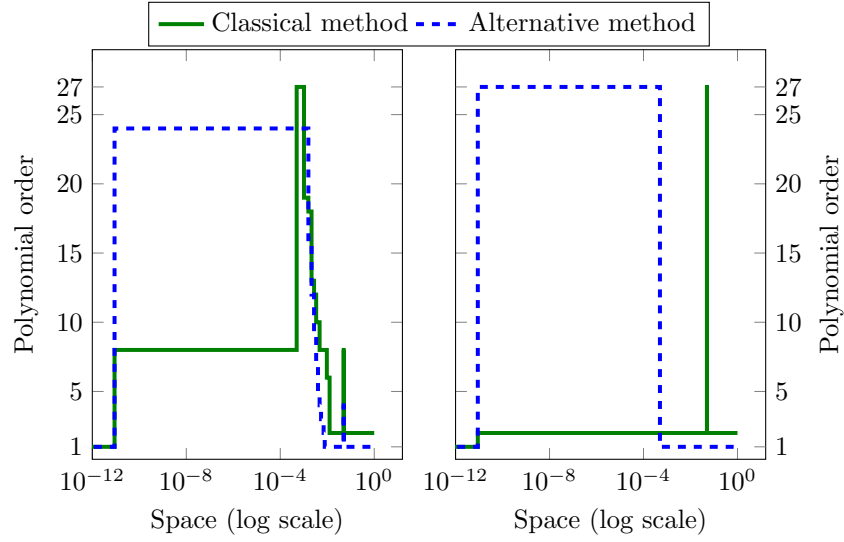 Classical method Alternative method
27
25
20
15
10
5
1
Polynomial order
10^{-12} 10^{-8} 10^{-4} 10^{0}
Space (log scale)
27
25
20
15
10
5
1
Polynomial order
10^{-12} 10^{-8} 10^{-4} 10^{0}
Space (log scale)